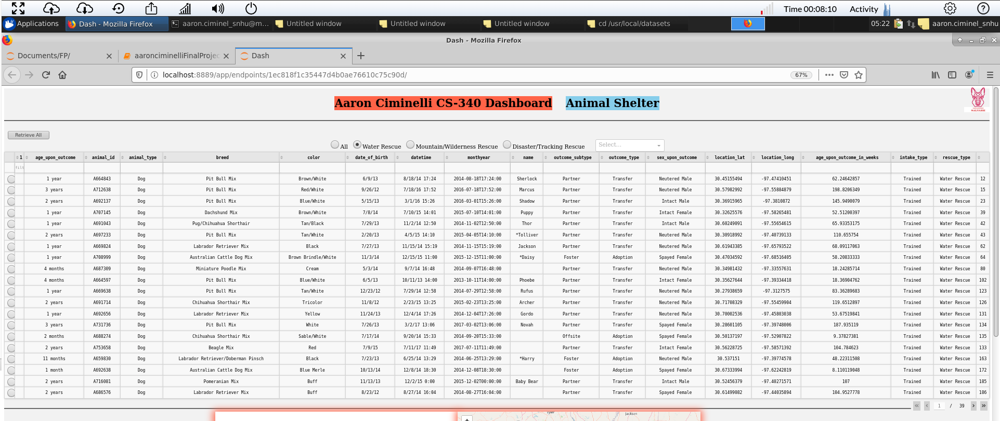 Time 00:08:10 Activity
Applications Dash - Mozilla Firefox aaron.ciminel_snhu@m... Untitled window Untitled window Untitled window cd /usr/local/datasets 05:22 aaron.ciminel_snhu
Dash - Mozilla Firefox
Documents/FP/ aaronciminelliFinalProjec Dash
localhost:8889/app/endpoints/1ec818f1c35447d4b0ae76610c75c90d/ 67%
Aaron Ciminelli CS-340 Dashboard Animal Shelter
SALVARE
Retrieve All
All Water Rescue Mountain/Wilderness Rescue Disaster/Tracking Rescue Select...
1 age_upon_outcome animal_id animal_type breed color date_of_birth datetime monthyear name outcome_subtype outcome_type sex_upon_outcome location_lat location_long age_upon_outcome_in_weeks intake_type rescue_type
filt
1 year A664843 Dog Pit Bull Mix Brown/White 6/9/13 8/18/14 17:24 2014-08-18T17:24:00 Sherlock Partner Transfer Neutered Male 30.45155494 -97.47410451 62.24642857 Trained Water Rescue 12
3 years A712638 Dog Pit Bull Mix Red/White 9/26/12 7/18/16 17:52 2016-07-18T17:52:00 Marcus Partner Transfer Neutered Male 30.57982992 -97.55884879 198.8206349 Trained Water Rescue 15
2 years A692137 Dog Pit Bull Mix Blue/White 5/15/13 3/1/16 15:26 2016-03-01T15:26:00 Shadow Partner Transfer Intact Male 30.36915965 -97.3810872 145.9490079 Trained Water Rescue 23
1 year A707145 Dog Dachshund Mix Brown/White 7/8/14 7/10/15 14:01 2015-07-10T14:01:00 Puppy Partner Transfer Intact Female 30.32625576 -97.58265481 52.51200397 Trained Water Rescue 39
1 year A691043 Dog Pug/Chihuahua Shorthair Tan/Black 7/29/13 11/2/14 12:50 2014-11-02T12:50:00 Thor Partner Transfer Intact Male 30.60249091 -97.55654615 65.93353175 Trained Water Rescue 42
2 years A697233 Dog Pit Bull Mix Tan/White 2/20/13 4/5/15 14:10 2015-04-05T14:10:00 *Tolliver Partner Transfer Neutered Male 30.30918992 -97.40739133 110.655754 Trained Water Rescue 43
1 year A669824 Dog Labrador Retriever Mix Black 7/27/13 11/15/14 15:19 2014-11-15T15:19:00 Jackson Partner Transfer Neutered Male 30.61943385 -97.65793522 68.09117063 Trained Water Rescue 62
1 year A708999 Dog Australian Cattle Dog Mix Brown Brindle/White 11/3/14 12/15/15 11:00 2015-12-15T11:00:00 *Daisy Foster Adoption Spayed Female 30.47034592 -97.68516405 58.20833333 Trained Water Rescue 64
4 months A687309 Dog Miniature Poodle Mix Cream 5/3/14 9/7/14 16:48 2014-09-07T16:48:00 Partner Transfer Neutered Male 30.34981432 -97.33557631 18.24285714 Trained Water Rescue 80
4 months A664597 Dog Pit Bull Mix Blue/White 6/5/13 10/11/13 14:00 2013-10-11T14:00:00 Phoebe Partner Transfer Intact Female 30.35627644 -97.39334418 18.36904762 Trained Water Rescue 102
1 year A669638 Dog Pit Bull Mix Tan/White 12/23/12 7/29/14 12:58 2014-07-29T12:58:00 Rufus Partner Transfer Neutered Male 30.27938659 -97.3127575 83.36289683 Trained Water Rescue 123
2 years A691714 Dog Chihuahua Shorthair Mix Tricolor 11/8/12 2/23/15 13:25 2015-02-23T13:25:00 Archer Partner Transfer Neutered Male 30.71708329 -97.55459904 119.6512897 Trained Water Rescue 126
1 year A692656 Dog Labrador Retriever Mix Yellow 11/24/13 12/4/14 17:26 2014-12-04T17:26:00 Gordo Partner Transfer Neutered Male 30.70002536 -97.45803038 53.67519841 Trained Water Rescue 131
3 years A731736 Dog Pit Bull Mix White 7/26/13 3/2/17 13:06 2017-03-02T13:06:00 Novah Partner Transfer Spayed Female 30.28601105 -97.39748006 187.935119 Trained Water Rescue 134
2 months A688274 Dog Chihuahua Shorthair Mix Sable/White 7/17/14 9/20/14 15:33 2014-09-20T15:33:00 Offsite Adoption Spayed Female 30.50137197 -97.52907822 9.37827381 Trained Water Rescue 135
2 years A753658 Dog Beagle Mix Red 7/9/15 7/11/17 11:49 2017-07-11T11:49:00 Partner Transfer Intact Female 30.56228725 -97.58571392 104.784623 Trained Water Rescue 133
11 months A659830 Dog Labrador Retriever/Doberman Pinsch Black 7/23/13 6/25/14 13:29 2014-06-25T13:29:00 *Harry Foster Adoption Neutered Male 30.537151 -97.39774578 48.22311508 Trained Water Rescue 163
1 month A692638 Dog Australian Cattle Dog Mix Blue Merle 10/13/14 12/8/14 18:30 2014-12-08T18:30:00 Foster Adoption Spayed Female 30.67333994 -97.62242819 8.110119048 Trained Water Rescue 172
2 years A716081 Dog Pomeranian Mix Buff 11/13/13 12/2/15 0:00 2015-12-02T00:00:00 Baby Bear Partner Transfer Intact Male 30.52456379 -97.40271571 107 Trained Water Rescue 185
2 years A686576 Dog Labrador Retriever Mix Buff 8/23/12 8/27/14 16:04 2014-08-27T16:04:00 Partner Transfer Spayed Female 30.61499082 -97.44035894 104.9527778 Trained Water Rescue 186
1 / 39
Tyler Jackson